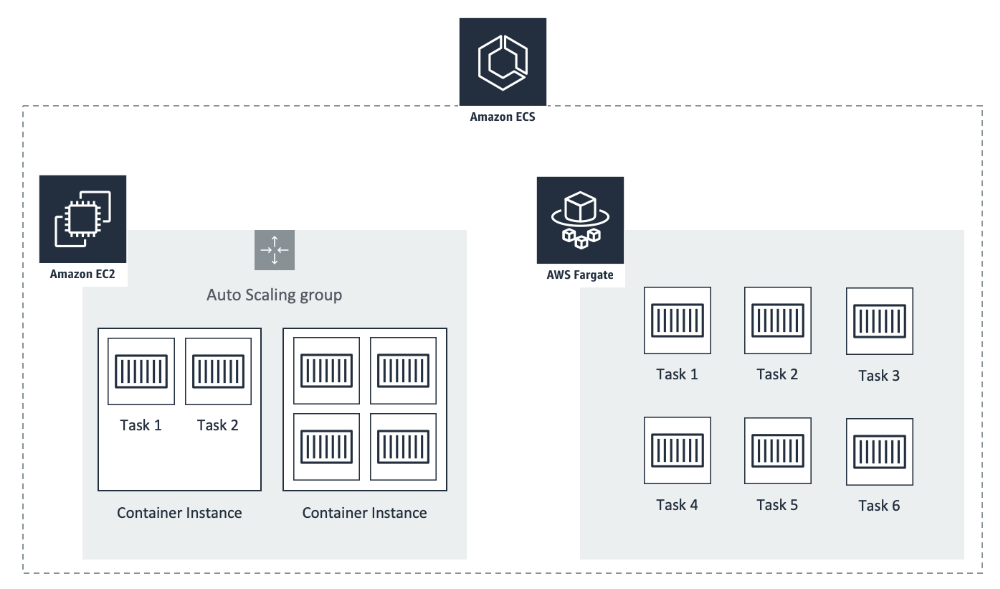 Amazon ECS
Amazon EC2
Auto Scaling group
Task 1
Task 2
Container Instance
Container Instance
AWS Fargate
Task 1
Task 2
Task 3
Task 4
Task 5
Task 6